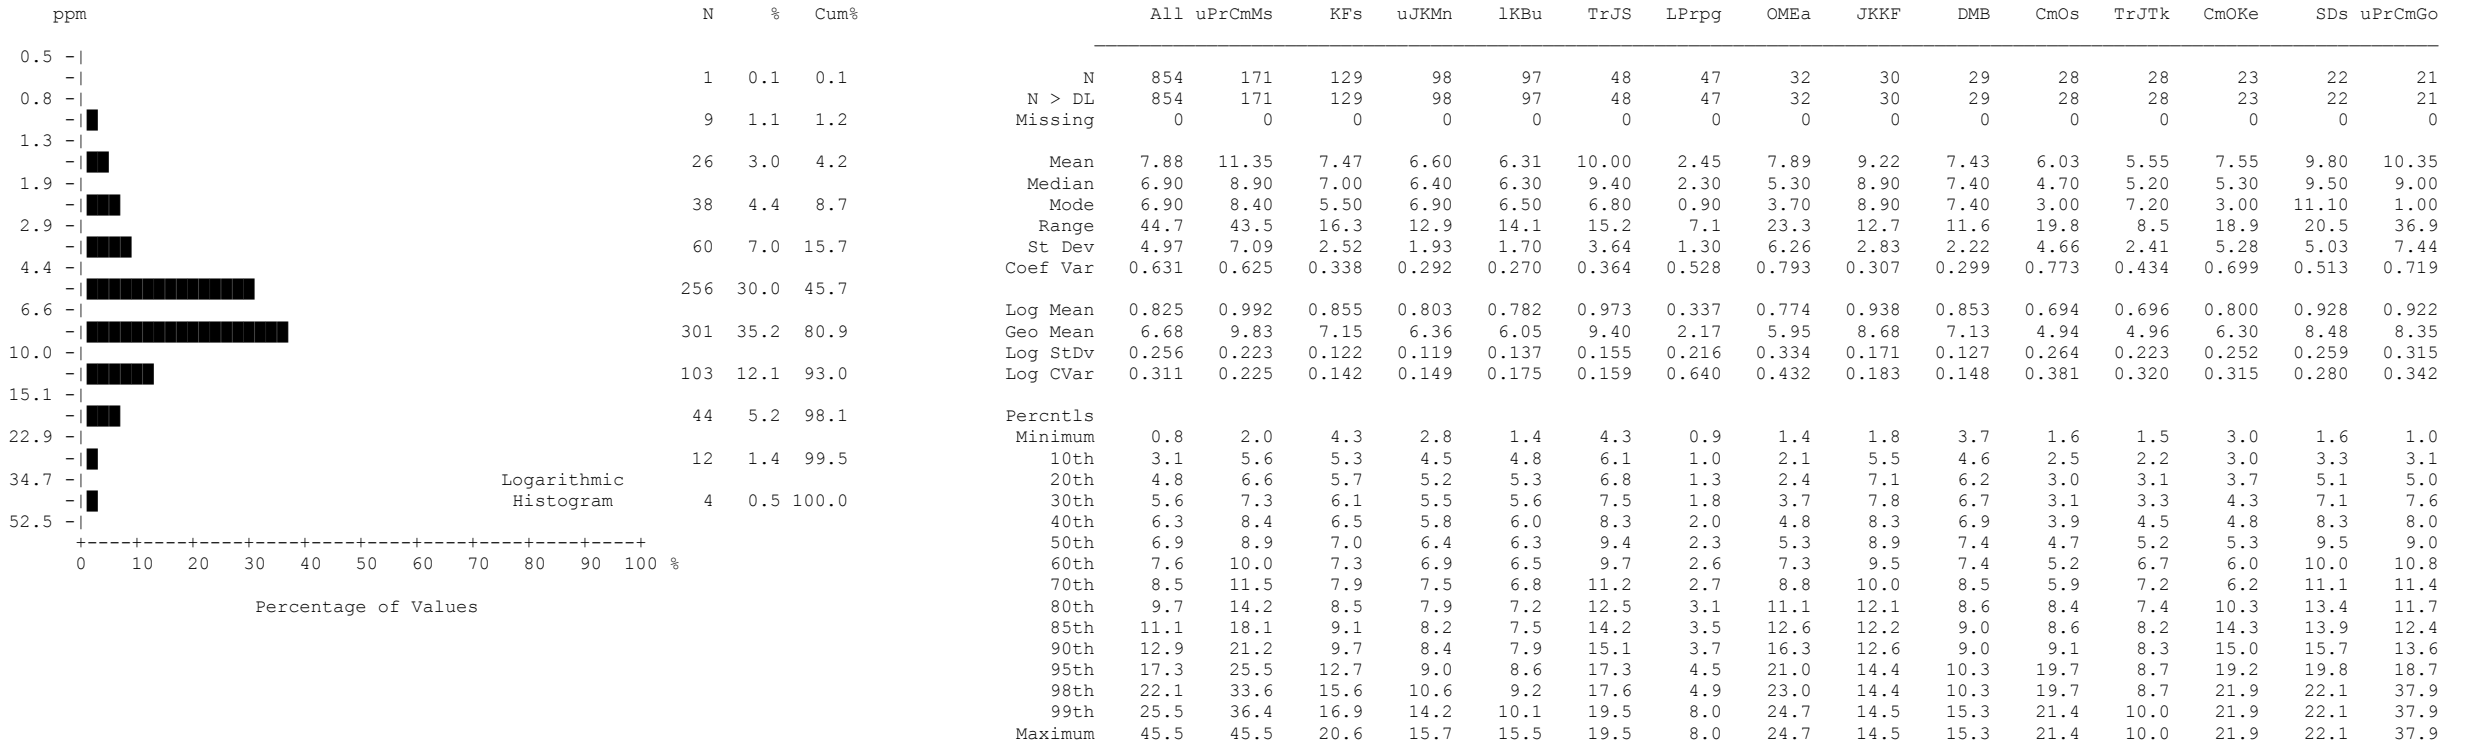 ppm N % Cum% All uPrCmMs KFs uJKMn lKBu TrJS LPrpg OMEa JKKF DMB CmOs TrJTk CmOKe SDs uPrCmGo
0.5 -|
-| 1 0.1 0.1 N 854 171 129 98 97 48 47 32 30 29 28 28 23 22 21
0.8 -| N > DL 854 171 129 98 97 48 47 32 30 29 28 28 23 22 21
-| 9 1.1 1.2 Missing 0 0 0 0 0 0 0 0 0 0 0 0 0 0 0
1.3 -|
-| 26 3.0 4.2 Mean 7.88 11.35 7.47 6.60 6.31 10.00 2.45 7.89 9.22 7.43 6.03 5.55 7.55 9.80 10.35
1.9 -| Median 6.90 8.90 7.00 6.40 6.30 9.40 2.30 5.30 8.90 7.40 4.70 5.20 5.30 9.50 9.00
-| 38 4.4 8.7 Mode 6.90 8.40 5.50 6.90 6.50 6.80 0.90 3.70 8.90 7.40 3.00 7.20 3.00 11.10 1.00
2.9 -| Range 44.7 43.5 16.3 12.9 14.1 15.2 7.1 23.3 12.7 11.6 19.8 8.5 18.9 20.5 36.9
-| 60 7.0 15.7 St Dev 4.97 7.09 2.52 1.93 1.70 3.64 1.30 6.26 2.83 2.22 4.66 2.41 5.28 5.03 7.44
4.4 -| Coef Var 0.631 0.625 0.338 0.292 0.270 0.364 0.528 0.793 0.307 0.299 0.773 0.434 0.699 0.513 0.719
-| 256 30.0 45.7
6.6 -| Log Mean 0.825 0.992 0.855 0.803 0.782 0.973 0.337 0.774 0.938 0.853 0.694 0.696 0.800 0.928 0.922
-| 301 35.2 80.9 Geo Mean 6.68 9.83 7.15 6.36 6.05 9.40 2.17 5.95 8.68 7.13 4.94 4.96 6.30 8.48 8.35
10.0 -| Log StDv 0.256 0.223 0.122 0.119 0.137 0.155 0.216 0.334 0.171 0.127 0.264 0.223 0.252 0.259 0.315
-| 103 12.1 93.0 Log CVar 0.311 0.225 0.142 0.149 0.175 0.159 0.640 0.432 0.183 0.148 0.381 0.320 0.315 0.280 0.342
15.1 -|
-| 44 5.2 98.1 Percntls
22.9 -| Minimum 0.8 2.0 4.3 2.8 1.4 4.3 0.9 1.4 1.8 3.7 1.6 1.5 3.0 1.6 1.0
-| 12 1.4 99.5 10th 3.1 5.6 5.3 4.5 4.8 6.1 1.0 2.1 5.5 4.6 2.5 2.2 3.0 3.3 3.1
34.7 -| Logarithmic 20th 4.8 6.6 5.7 5.2 5.3 6.8 1.3 2.4 7.1 6.2 3.0 3.1 3.7 5.1 5.0
-| Histogram 4 0.5 100.0 30th 5.6 7.3 6.1 5.5 5.6 7.5 1.8 3.7 7.8 6.7 3.1 3.3 4.3 7.1 7.6
52.5 -| 40th 6.3 8.4 6.5 5.8 6.0 8.3 2.0 4.8 8.3 6.9 3.9 4.5 4.8 8.3 8.0
+----+----+----+----+----+----+----+----+----+----+ 50th 6.9 8.9 7.0 6.4 6.3 9.4 2.3 5.3 8.9 7.4 4.7 5.2 5.3 9.5 9.0
0 10 20 30 40 50 60 70 80 90 100 % 60th 7.6 10.0 7.3 6.9 6.5 9.7 2.6 7.3 9.5 7.4 5.2 6.7 6.0 10.0 10.8
70th 8.5 11.5 7.9 7.5 6.8 11.2 2.7 8.8 10.0 8.5 5.9 7.2 6.2 11.1 11.4
Percentage of Values 80th 9.7 14.2 8.5 7.9 7.2 12.5 3.1 11.1 12.1 8.6 8.4 7.4 10.3 13.4 11.7
85th 11.1 18.1 9.1 8.2 7.5 14.2 3.5 12.6 12.2 9.0 8.6 8.2 14.3 13.9 12.4
90th 12.9 21.2 9.7 8.4 7.9 15.1 3.7 16.3 12.6 9.0 9.1 8.3 15.0 15.7 13.6
95th 17.3 25.5 12.7 9.0 8.6 17.3 4.5 21.0 14.4 10.3 19.7 8.7 19.2 19.8 18.7
98th 22.1 33.6 15.6 10.6 9.2 17.6 4.9 23.0 14.4 10.3 19.7 8.7 21.9 22.1 37.9
99th 25.5 36.4 16.9 14.2 10.1 19.5 8.0 24.7 14.5 15.3 21.4 10.0 21.9 22.1 37.9
Maximum 45.5 45.5 20.6 15.7 15.5 19.5 8.0 24.7 14.5 15.3 21.4 10.0 21.9 22.1 37.9